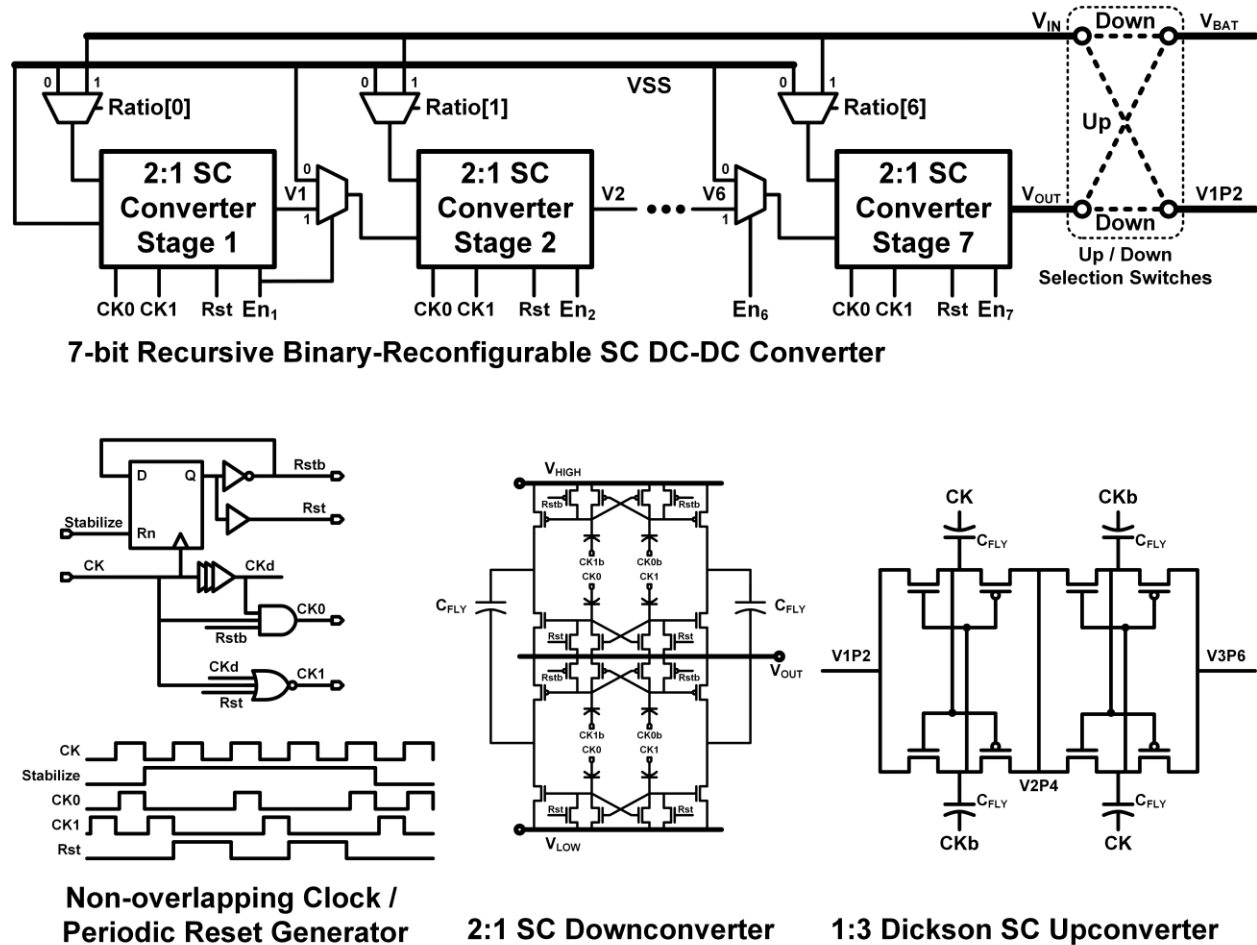 V_IN Down V_BAT
0 1 0 1 0 1
Ratio[0] Ratio[1] VSS Ratio[6]
Up
2:1 SC
Converter
Stage 1
V1
0
1
2:1 SC
Converter
Stage 2
V2
V6
0
1
2:1 SC
Converter
Stage 7
V_OUT Down V1P2
Up / Down
Selection Switches
CK0 CK1 Rst En_1
CK0 CK1 Rst En_2
En_6
CK0 CK1 Rst En_7
7-bit Recursive Binary-Reconfigurable SC DC-DC Converter
D Q Rstb
Rst
Stabilize Rn
CK CKd
CK0
Rstb
CKd
CK1
Rst
CK
Stabilize
CK0
CK1
Rst
Non-overlapping Clock /
Periodic Reset Generator
V_HIGH
Rstb Rstb
CK1b CK0b
CK0 CK1
C_FLY C_FLY
Rst Rst
V_OUT
Rstb Rstb
CK1b CK0b
CK0 CK1
Rst Rst
V_LOW
2:1 SC Downconverter
CK CKb
C_FLY C_FLY
V1P2 V3P6
V2P4
C_FLY C_FLY
CKb CK
1:3 Dickson SC Upconverter